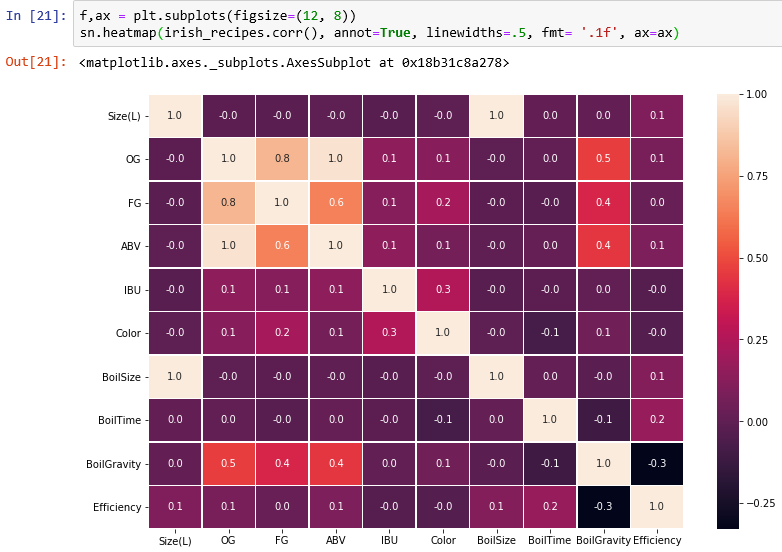 In [21]: f,ax = plt.subplots(figsize=(12, 8))
sn.heatmap(irish_recipes.corr(), annot=True, linewidths=.5, fmt= '.1f', ax=ax)
Out[21]: <matplotlib.axes._subplots.AxesSubplot at 0x18b31c8a278>
Size(L) 1.0 -0.0 -0.0 -0.0 -0.0 -0.0 1.0 0.0 0.0 0.1
OG -0.0 1.0 0.8 1.0 0.1 0.1 -0.0 0.0 0.5 0.1
FG -0.0 0.8 1.0 0.6 0.1 0.2 -0.0 -0.0 0.4 0.0
ABV -0.0 1.0 0.6 1.0 0.1 0.1 -0.0 0.0 0.4 0.1
IBU -0.0 0.1 0.1 0.1 1.0 0.3 -0.0 -0.0 0.0 -0.0
Color -0.0 0.1 0.2 0.1 0.3 1.0 -0.0 -0.1 0.1 -0.0
BoilSize 1.0 -0.0 -0.0 -0.0 -0.0 -0.0 1.0 0.0 -0.0 0.1
BoilTime 0.0 0.0 -0.0 0.0 -0.0 -0.1 0.0 1.0 -0.1 0.2
BoilGravity 0.0 0.5 0.4 0.4 0.0 0.1 -0.0 -0.1 1.0 -0.3
Efficiency 0.1 0.1 0.0 0.1 -0.0 -0.0 0.1 0.2 -0.3 1.0
Size(L) OG FG ABV IBU Color BoilSize BoilTime BoilGravity Efficiency
1.00
0.75
0.50
0.25
0.00
−0.25